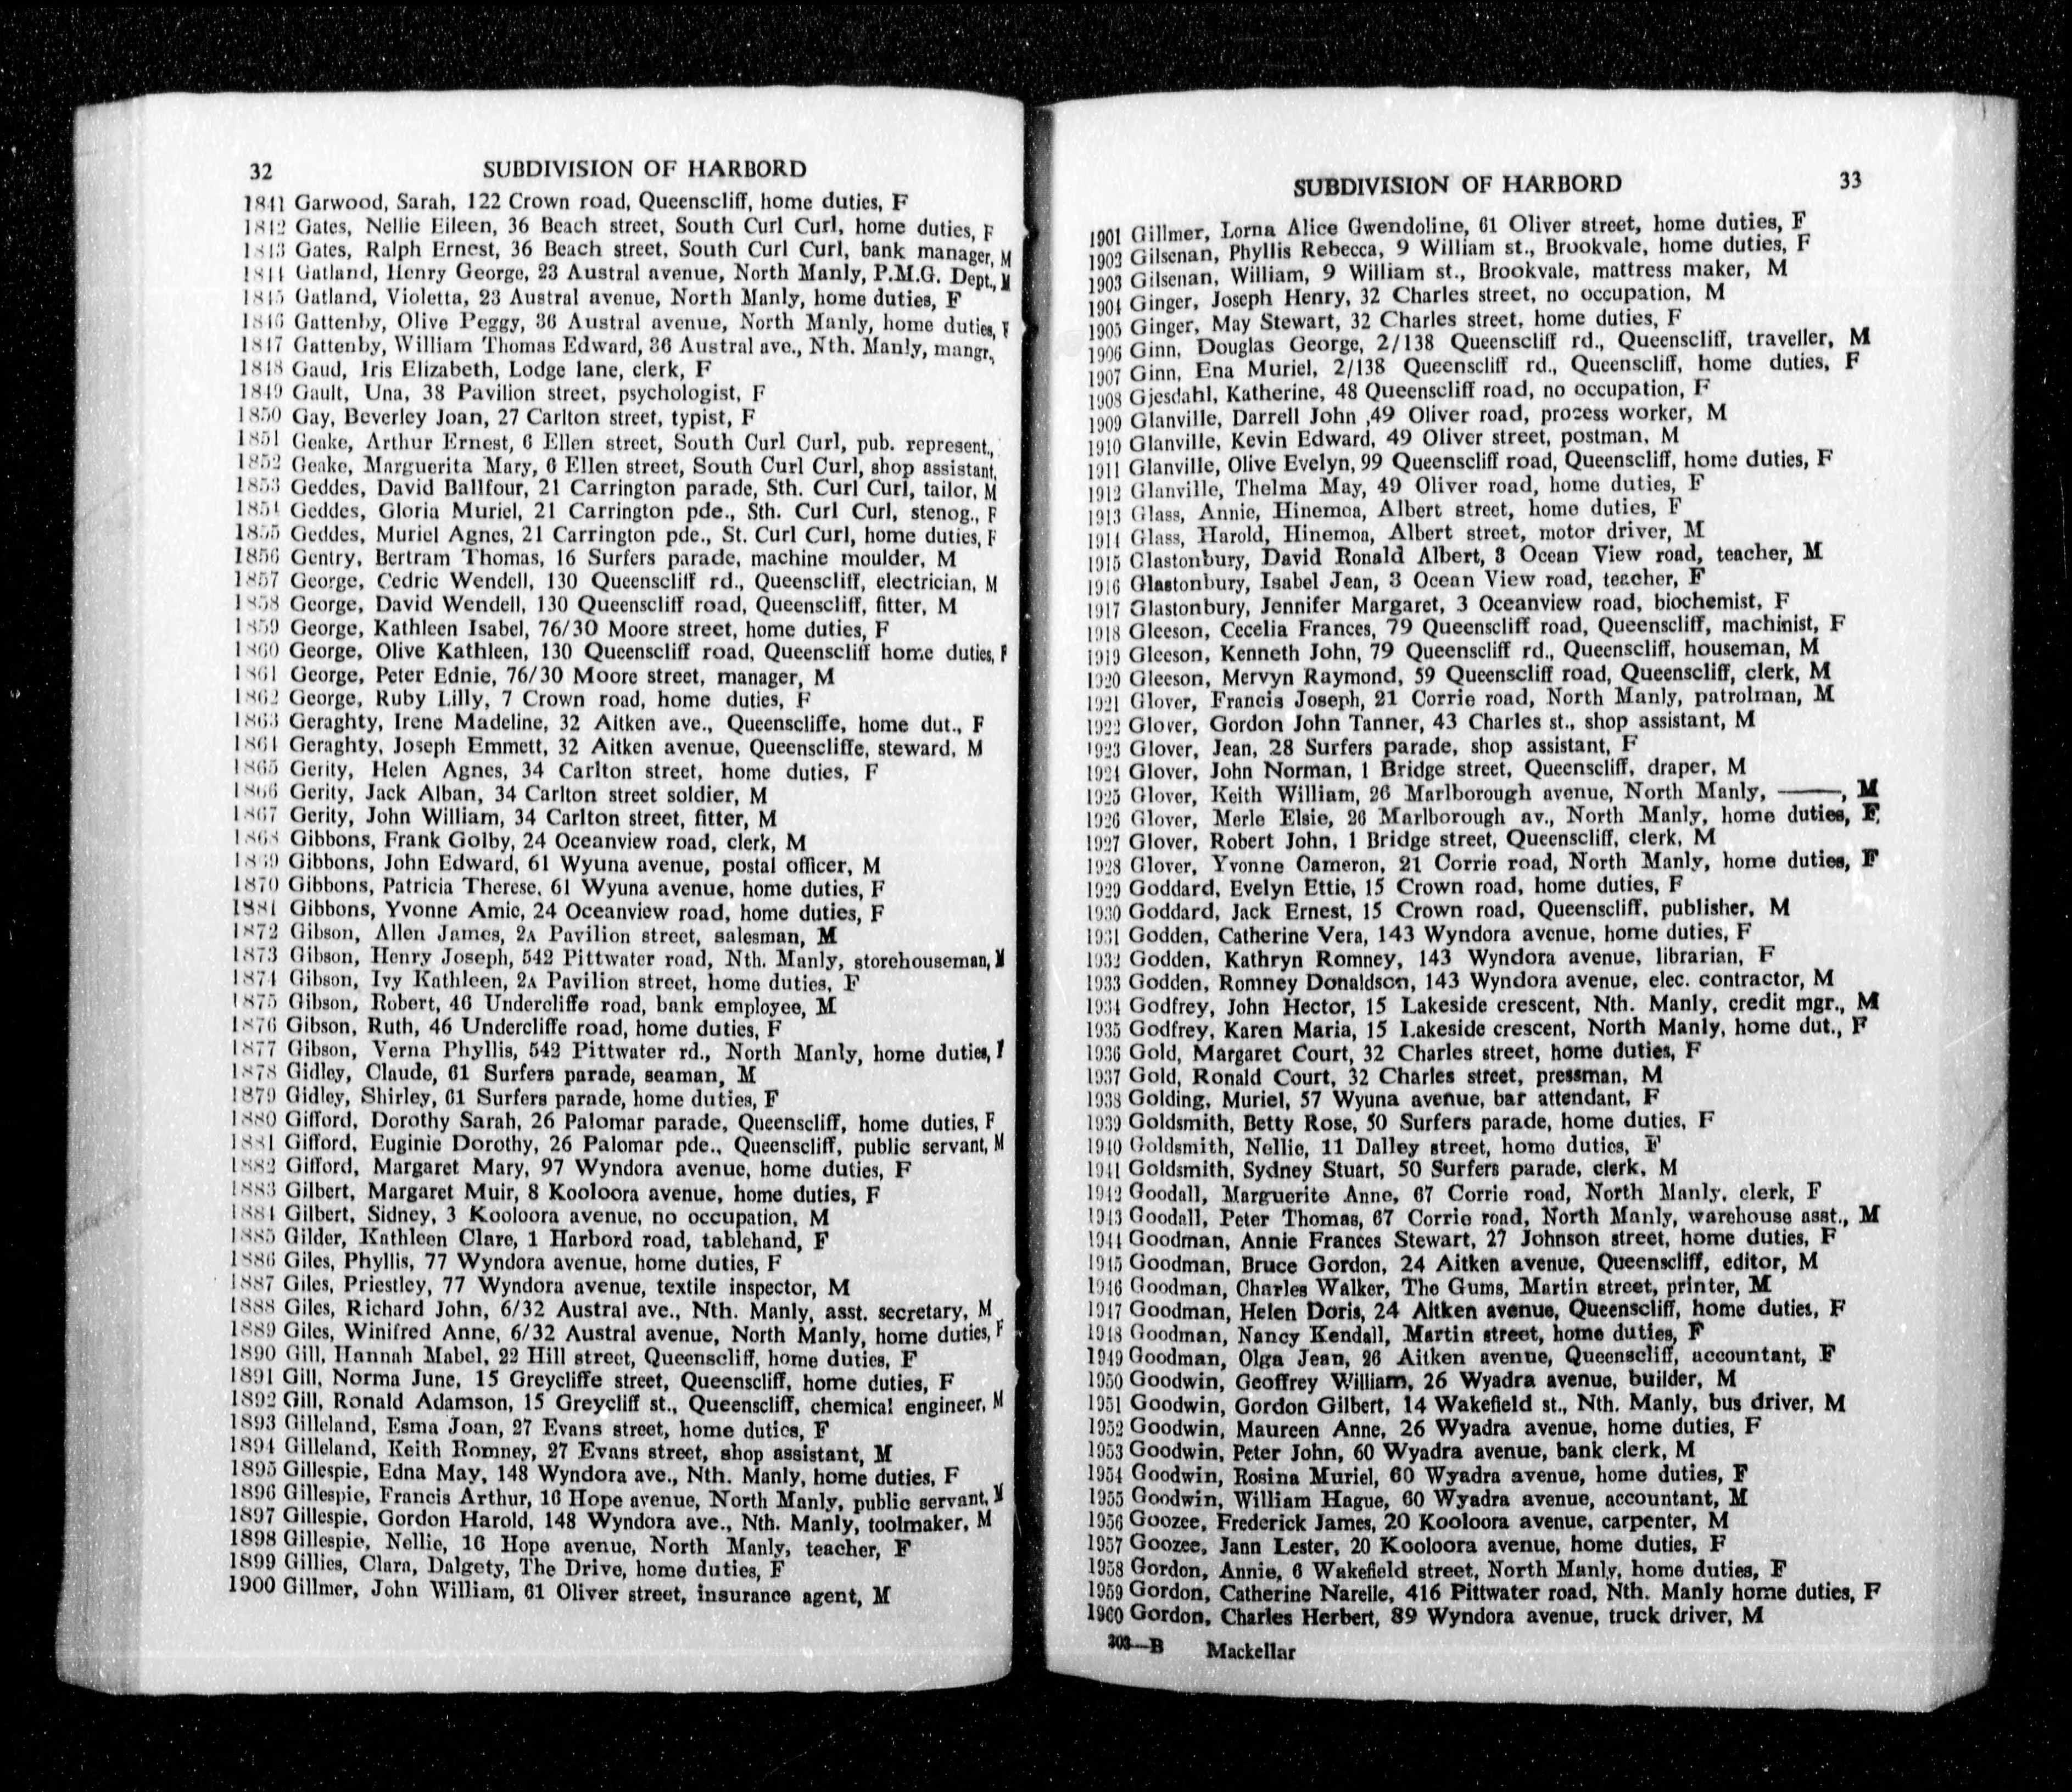 32
SUBDIVISION OF HARBORD
1841 Garwood, Sarah, 122 Crown road, Queenscliff, home duties, F
1842 Gates, Nellie Eileen, 36 Beach street, South Curl Curl, home duties, F
1843 Gates, Ralph Ernest, 36 Beach street, South Curl Curl, bank manager, M
1844 Gatland, Henry George, 23 Austral avenue, North Manly, P.M.G. Dept., M
1845 Gatland, Violetta, 23 Austral avenue, North Manly, home duties, F
1846 Gattenby, Olive Peggy, 36 Austral avenue, North Manly, home duties, F
1847 Gattenby, William Thomas Edward, 36 Austral ave., Nth. Manly, mangr.,
1848 Gaud, Iris Elizabeth, Lodge lane, clerk, F
1849 Gault, Una, 38 Pavilion street, psychologist, F
1850 Gay, Beverley Joan, 27 Carlton street, typist, F
1851 Geake, Arthur Ernest, 6 Ellen street, South Curl Curl, pub. represent.,
1852 Geake, Marguerita Mary, 6 Ellen street, South Curl Curl, shop assistant,
1853 Geddes, David Ballfour, 21 Carrington parade, Sth. Curl Curl, tailor, M
1854 Geddes, Gloria Muriel, 21 Carrington pde., Sth. Curl Curl, stenog., F
1855 Geddes, Muriel Agnes, 21 Carrington pde., St. Curl Curl, home duties, F
1856 Gentry, Bertram Thomas, 16 Surfers parade, machine moulder, M
1857 George, Cedric Wendell, 130 Queenscliff rd., Queenscliff, electrician, M
1858 George, David Wendell, 130 Queenscliff road, Queenscliff, fitter, M
1859 George, Kathleen Isabel, 76/30 Moore street, home duties, F
1860 George, Olive Kathleen, 130 Queenscliff road, Queenscliff home duties, F
1861 George, Peter Ednie, 76/30 Moore street, manager, M
1862 George, Ruby Lilly, 7 Crown road, home duties, F
1863 Geraghty, Irene Madeline, 32 Aitken ave., Queenscliffe, home dut., F
1864 Geraghty, Joseph Emmett, 32 Aitken avenue, Queenscliffe, steward, M
1865 Gerity, Helen Agnes, 34 Carlton street, home duties, F
1866 Gerity, Jack Alban, 34 Carlton street soldier, M
1867 Gerity, John William, 34 Carlton street, fitter, M
1868 Gibbons, Frank Golby, 24 Oceanview road, clerk, M
1869 Gibbons, John Edward, 61 Wyuna avenue, postal officer, M
1870 Gibbons, Patricia Therese, 61 Wyuna avenue, home duties, F
1881 Gibbons, Yvonne Amie, 24 Oceanview road, home duties, F
1872 Gibson, Allen James, 2A Pavilion street, salesman, M
1873 Gibson, Henry Joseph, 542 Pittwater road, Nth. Manly, storehouseman, M
1874 Gibson, Ivy Kathleen, 2A Pavilion street, home duties, F
1875 Gibson, Robert, 46 Undercliffe road, bank employee, M
1876 Gibson, Ruth, 46 Undercliffe road, home duties, F
1877 Gibson, Verna Phyllis, 542 Pittwater rd., North Manly, home duties, F
1878 Gidley, Claude, 61 Surfers parade, seaman, M
1879 Gidley, Shirley, 61 Surfers parade, home duties, F
1880 Gifford, Dorothy Sarah, 26 Palomar parade, Queenscliff, home duties, F
1881 Gifford, Euginie Dorothy, 26 Palomar pde., Queenscliff, public servant, M
1882 Gifford, Margaret Mary, 97 Wyndora avenue, home duties, F
1883 Gilbert, Margaret Muir, 8 Kooloora avenue, home duties, F
1884 Gilbert, Sidney, 3 Kooloora avenue, no occupation, M
1885 Gilder, Kathleen Clare, 1 Harbord road, tablehand, F
1886 Giles, Phyllis, 77 Wyndora avenue, home duties, F
1887 Giles, Priestley, 77 Wyndora avenue, textile inspector, M
1888 Giles, Richard John, 6/32 Austral ave., Nth. Manly, asst. secretary, M
1889 Giles, Winifred Anne, 6/32 Austral avenue, North Manly, home duties, F
1890 Gill, Hannah Mabel, 22 Hill street, Queenscliff, home duties, F
1891 Gill, Norma June, 15 Greycliffe street, Queenscliff, home duties, F
1892 Gill, Ronald Adamson, 15 Greycliff st., Queenscliff, chemical engineer, M
1893 Gilleland, Esma Joan, 27 Evans street, home duties, F
1894 Gilleland, Keith Romney, 27 Evans street, shop assistant, M
1895 Gillespie, Edna May, 148 Wyndora ave., Nth. Manly, home duties, F
1896 Gillespie, Francis Arthur, 16 Hope avenue, North Manly, public servant, M
1897 Gillespie, Gordon Harold, 148 Wyndora ave., Nth. Manly, toolmaker, M
1898 Gillespie, Nellie, 16 Hope avenue, North Manly, teacher, F
1899 Gillies, Clara, Dalgety, The Drive, home duties, F
1900 Gillmer, John William, 61 Oliver street, insurance agent, M
SUBDIVISION OF HARBORD
33
1901 Gillmer, Lorna Alice Gwendoline, 61 Oliver street, home duties, F
1902 Gilsenan, Phyllis Rebecca, 9 William st., Brookvale, home duties, F
1903 Gilsenan, William, 9 William st., Brookvale, mattress maker, M
1904 Ginger, Joseph Henry, 32 Charles street, no occupation, M
1905 Ginger, May Stewart, 32 Charles street, home duties, F
1906 Ginn, Douglas George, 2/138 Queenscliff rd., Queenscliff, traveller, M
1907 Ginn, Ena Muriel, 2/138 Queenscliff rd., Queenscliff, home duties, F
1908 Gjesdahl, Katherine, 48 Queenscliff road, no occupation, F
1909 Glanville, Darrell John ,49 Oliver road, process worker, M
1910 Glanville, Kevin Edward, 49 Oliver street, postman, M
1911 Glanville, Olive Evelyn, 99 Queenscliff road, Queenscliff, home duties, F
1912 Glanville, Thelma May, 49 Oliver road, home duties, F
1913 Glass, Annie, Hinemoa, Albert street, home duties, F
1914 Glass, Harold, Hinemoa, Albert street, motor driver, M
1915 Glastonbury, David Ronald Albert, 3 Ocean View road, teacher, M
1916 Glastonbury, Isabel Jean, 3 Ocean View road, teacher, F
1917 Glastonbury, Jennifer Margaret, 3 Oceanview road, biochemist, F
1918 Gleeson, Cecelia Frances, 79 Queenscliff road, Queenscliff, machinist, F
1919 Gleeson, Kenneth John, 79 Queenscliff rd., Queenscliff, houseman, M
1920 Gleeson, Mervyn Raymond, 59 Queenscliff road, Queenscliff, clerk, M
1921 Glover, Francis Joseph, 21 Corrie road, North Manly, patrolman, M
1922 Glover, Gordon John Tanner, 43 Charles st., shop assistant, M
1923 Glover, Jean, 28 Surfers parade, shop assistant, F
1924 Glover, John Norman, 1 Bridge street, Queenscliff, draper, M
1925 Glover, Keith William, 26 Marlborough avenue, North Manly, ——, M
1926 Glover, Merle Elsie, 26 Marlborough av., North Manly, home duties, F
1927 Glover, Robert John, 1 Bridge street, Queenscliff, clerk, M
1928 Glover, Yvonne Cameron, 21 Corrie road, North Manly, home duties, F
1929 Goddard, Evelyn Ettie, 15 Crown road, home duties, F
1930 Goddard, Jack Ernest, 15 Crown road, Queenscliff, publisher, M
1931 Godden, Catherine Vera, 143 Wyndora avenue, home duties, F
1932 Godden, Kathryn Romney, 143 Wyndora avenue, librarian, F
1933 Godden, Romney Donaldson, 143 Wyndora avenue, elec. contractor, M
1934 Godfrey, John Hector, 15 Lakeside crescent, Nth. Manly, credit mgr., M
1935 Godfrey, Karen Maria, 15 Lakeside crescent, North Manly, home dut., F
1936 Gold, Margaret Court, 32 Charles street, home duties, F
1937 Gold, Ronald Court, 32 Charles street, pressman, M
1938 Golding, Muriel, 57 Wyuna avenue, bar attendant, F
1939 Goldsmith, Betty Rose, 50 Surfers parade, home duties, F
1940 Goldsmith, Nellie, 11 Dalley street, home duties, F
1941 Goldsmith, Sydney Stuart, 50 Surfers parade, clerk, M
1942 Goodall, Marguerite Anne, 67 Corrie road, North Manly, clerk, F
1943 Goodall, Peter Thomas, 67 Corrie road, North Manly, warehouse asst., M
1944 Goodman, Annie Frances Stewart, 27 Johnson street, home duties, F
1945 Goodman, Bruce Gordon, 24 Aitken avenue, Queenscliff, editor, M
1946 Goodman, Charles Walker, The Gums, Martin street, printer, M
1947 Goodman, Helen Doris, 24 Aitken avenue, Queenscliff, home duties, F
1948 Goodman, Nancy Kendall, Martin street, home duties, F
1949 Goodman, Olga Jean, 26 Aitken avenue, Queenscliff, accountant, F
1950 Goodwin, Geoffrey William, 26 Wyadra avenue, builder, M
1951 Goodwin, Gordon Gilbert, 14 Wakefield st., Nth. Manly, bus driver, M
1952 Goodwin, Maureen Anne, 26 Wyadra avenue, home duties, F
1953 Goodwin, Peter John, 60 Wyadra avenue, bank clerk, M
1954 Goodwin, Rosina Muriel, 60 Wyadra avenue, home duties, F
1955 Goodwin, William Hague, 60 Wyadra avenue, accountant, M
1956 Goozee, Frederick James, 20 Kooloora avenue, carpenter, M
1957 Goozee, Jann Lester, 20 Kooloora avenue, home duties, F
1958 Gordon, Annie, 6 Wakefield street, North Manly, home duties, F
1959 Gordon, Catherine Narelle, 416 Pittwater road, Nth. Manly home duties, F
1960 Gordon, Charles Herbert, 89 Wyndora avenue, truck driver, M
303—B Mackellar